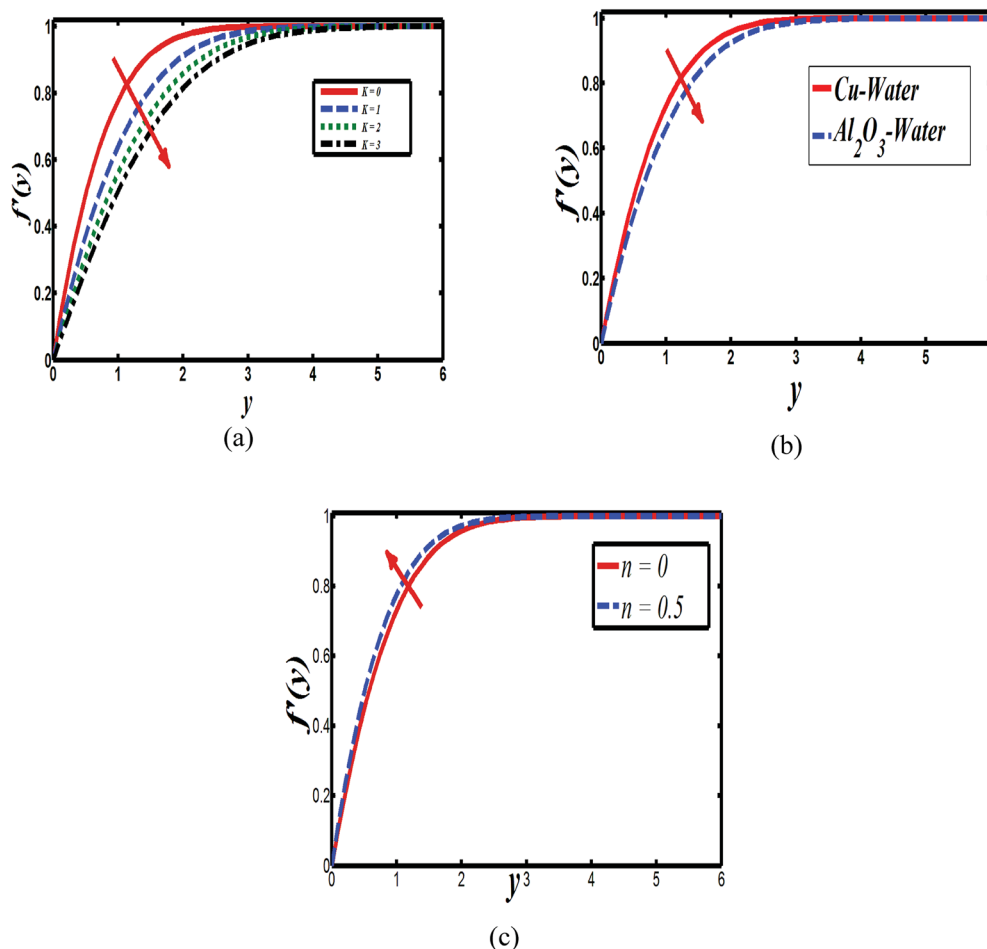 1
0.8
0.6
0.4
0.2
0
f'(y)
K = 0
K = 1
K = 2
K = 3
0 1 2 3 4 5 6
y
(a)
1
0.8
0.6
0.4
0.2
0
f'(y)
Cu-Water
Al2O3-Water
0 1 2 3 4 5
y
(b)
1
0.8
0.6
0.4
0.2
0
f'(y)
n = 0
n = 0.5
0 1 2 3 4 5 6
y
(c)